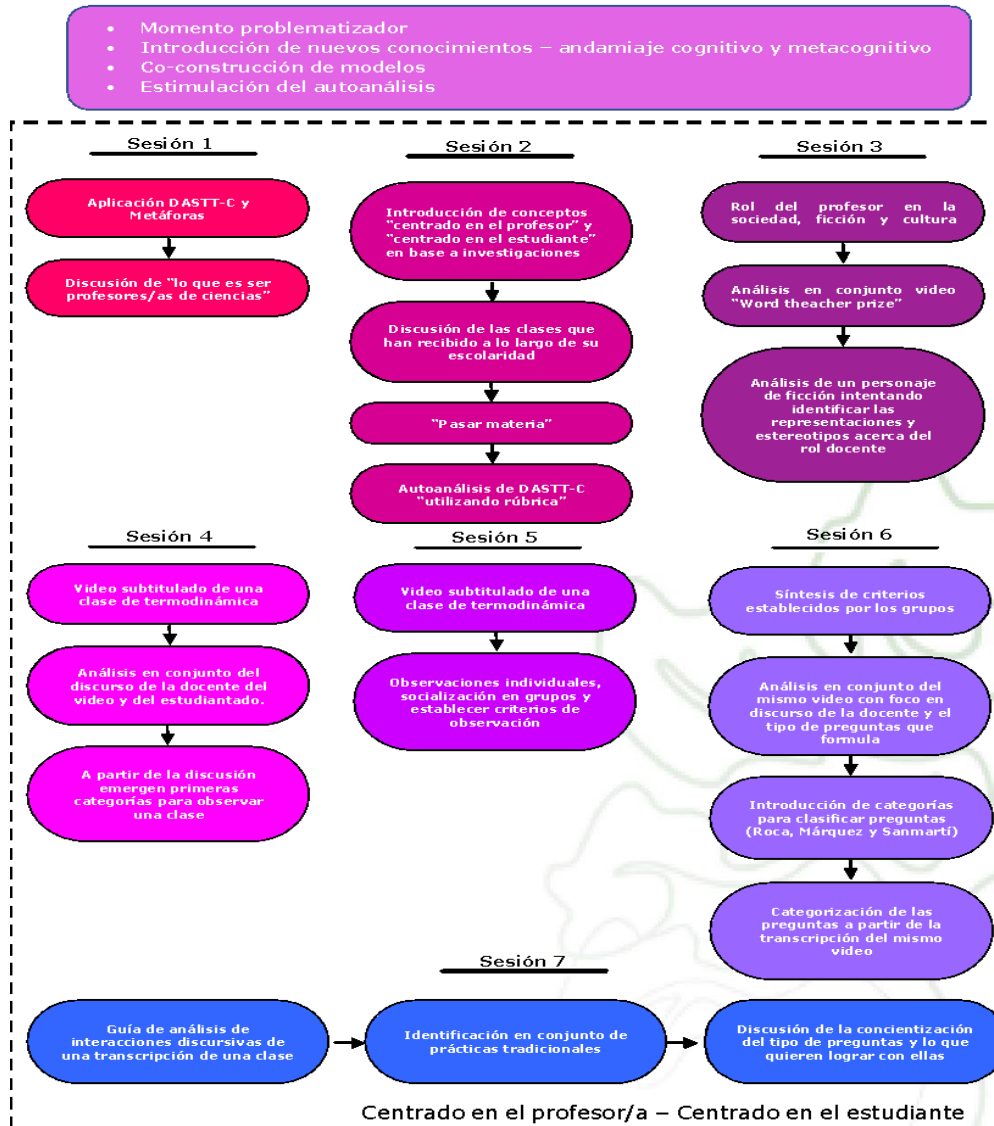 • Momento problematizador
• Introducción de nuevos conocimientos – andamiaje cognitivo y metacognitivo
• Co-construcción de modelos
• Estimulación del autoanálisis
Sesión 1
Aplicación DASTT-C y
Metáforas
Discusión de "lo que es ser
profesores/as de ciencias"
Sesión 2
Introducción de conceptos
"centrado en el profesor" y
"centrado en el estudiante"
en base a investigaciones
Discusión de las clases que
han recibido a lo largo de su
escolaridad
"Pasar materia"
Autoanálisis de DASTT-C
"utilizando rúbrica"
Sesión 3
Rol del profesor en la
sociedad, ficción y cultura
Análisis en conjunto video
"Word theacher prize"
Análisis de un personaje
de ficción intentando
identificar las
representaciones y
estereotipos acerca del
rol docente
Sesión 4
Video subtitulado de una
clase de termodinámica
Análisis en conjunto del
discurso de la docente del
video y del estudiantado.
A partir de la discusión
emergen primeras
categorías para observar
una clase
Sesión 5
Video subtitulado de una
clase de termodinámica
Observaciones individuales,
socialización en grupos y
establecer criterios de
observación
Sesión 6
Síntesis de criterios
establecidos por los grupos
Análisis en conjunto del
mismo video con foco en
discurso de la docente y el
tipo de preguntas que
formula
Introducción de categorías
para clasificar preguntas
(Roca, Márquez y Sanmartí)
Categorización de las
preguntas a partir de la
transcripción del mismo
video
Sesión 7
Guía de análisis de
interacciones discursivas de
una transcripción de una clase
Identificación en conjunto de
prácticas tradicionales
Discusión de la concientización
del tipo de preguntas y lo que
quieren lograr con ellas
Centrado en el profesor/a – Centrado en el estudiante